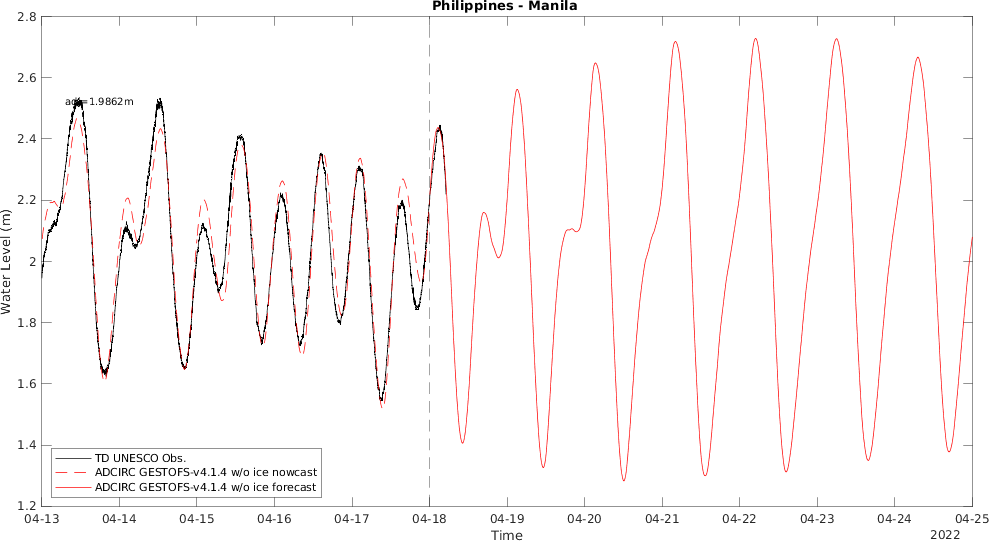 Philippines - Manila
2.8
2.6
2.4
2.2
2
1.8
1.6
1.4
1.2
Water Level (m)
=1.9862m
TD UNESCO Obs.
ADCIRC GESTOFS-v4.1.4 w/o ice nowcast
ADCIRC GESTOFS-v4.1.4 w/o ice forecast
04-13 04-14 04-15 04-16 04-17 04-18 04-19 04-20 04-21 04-22 04-23 04-24 04-25
Time
2022